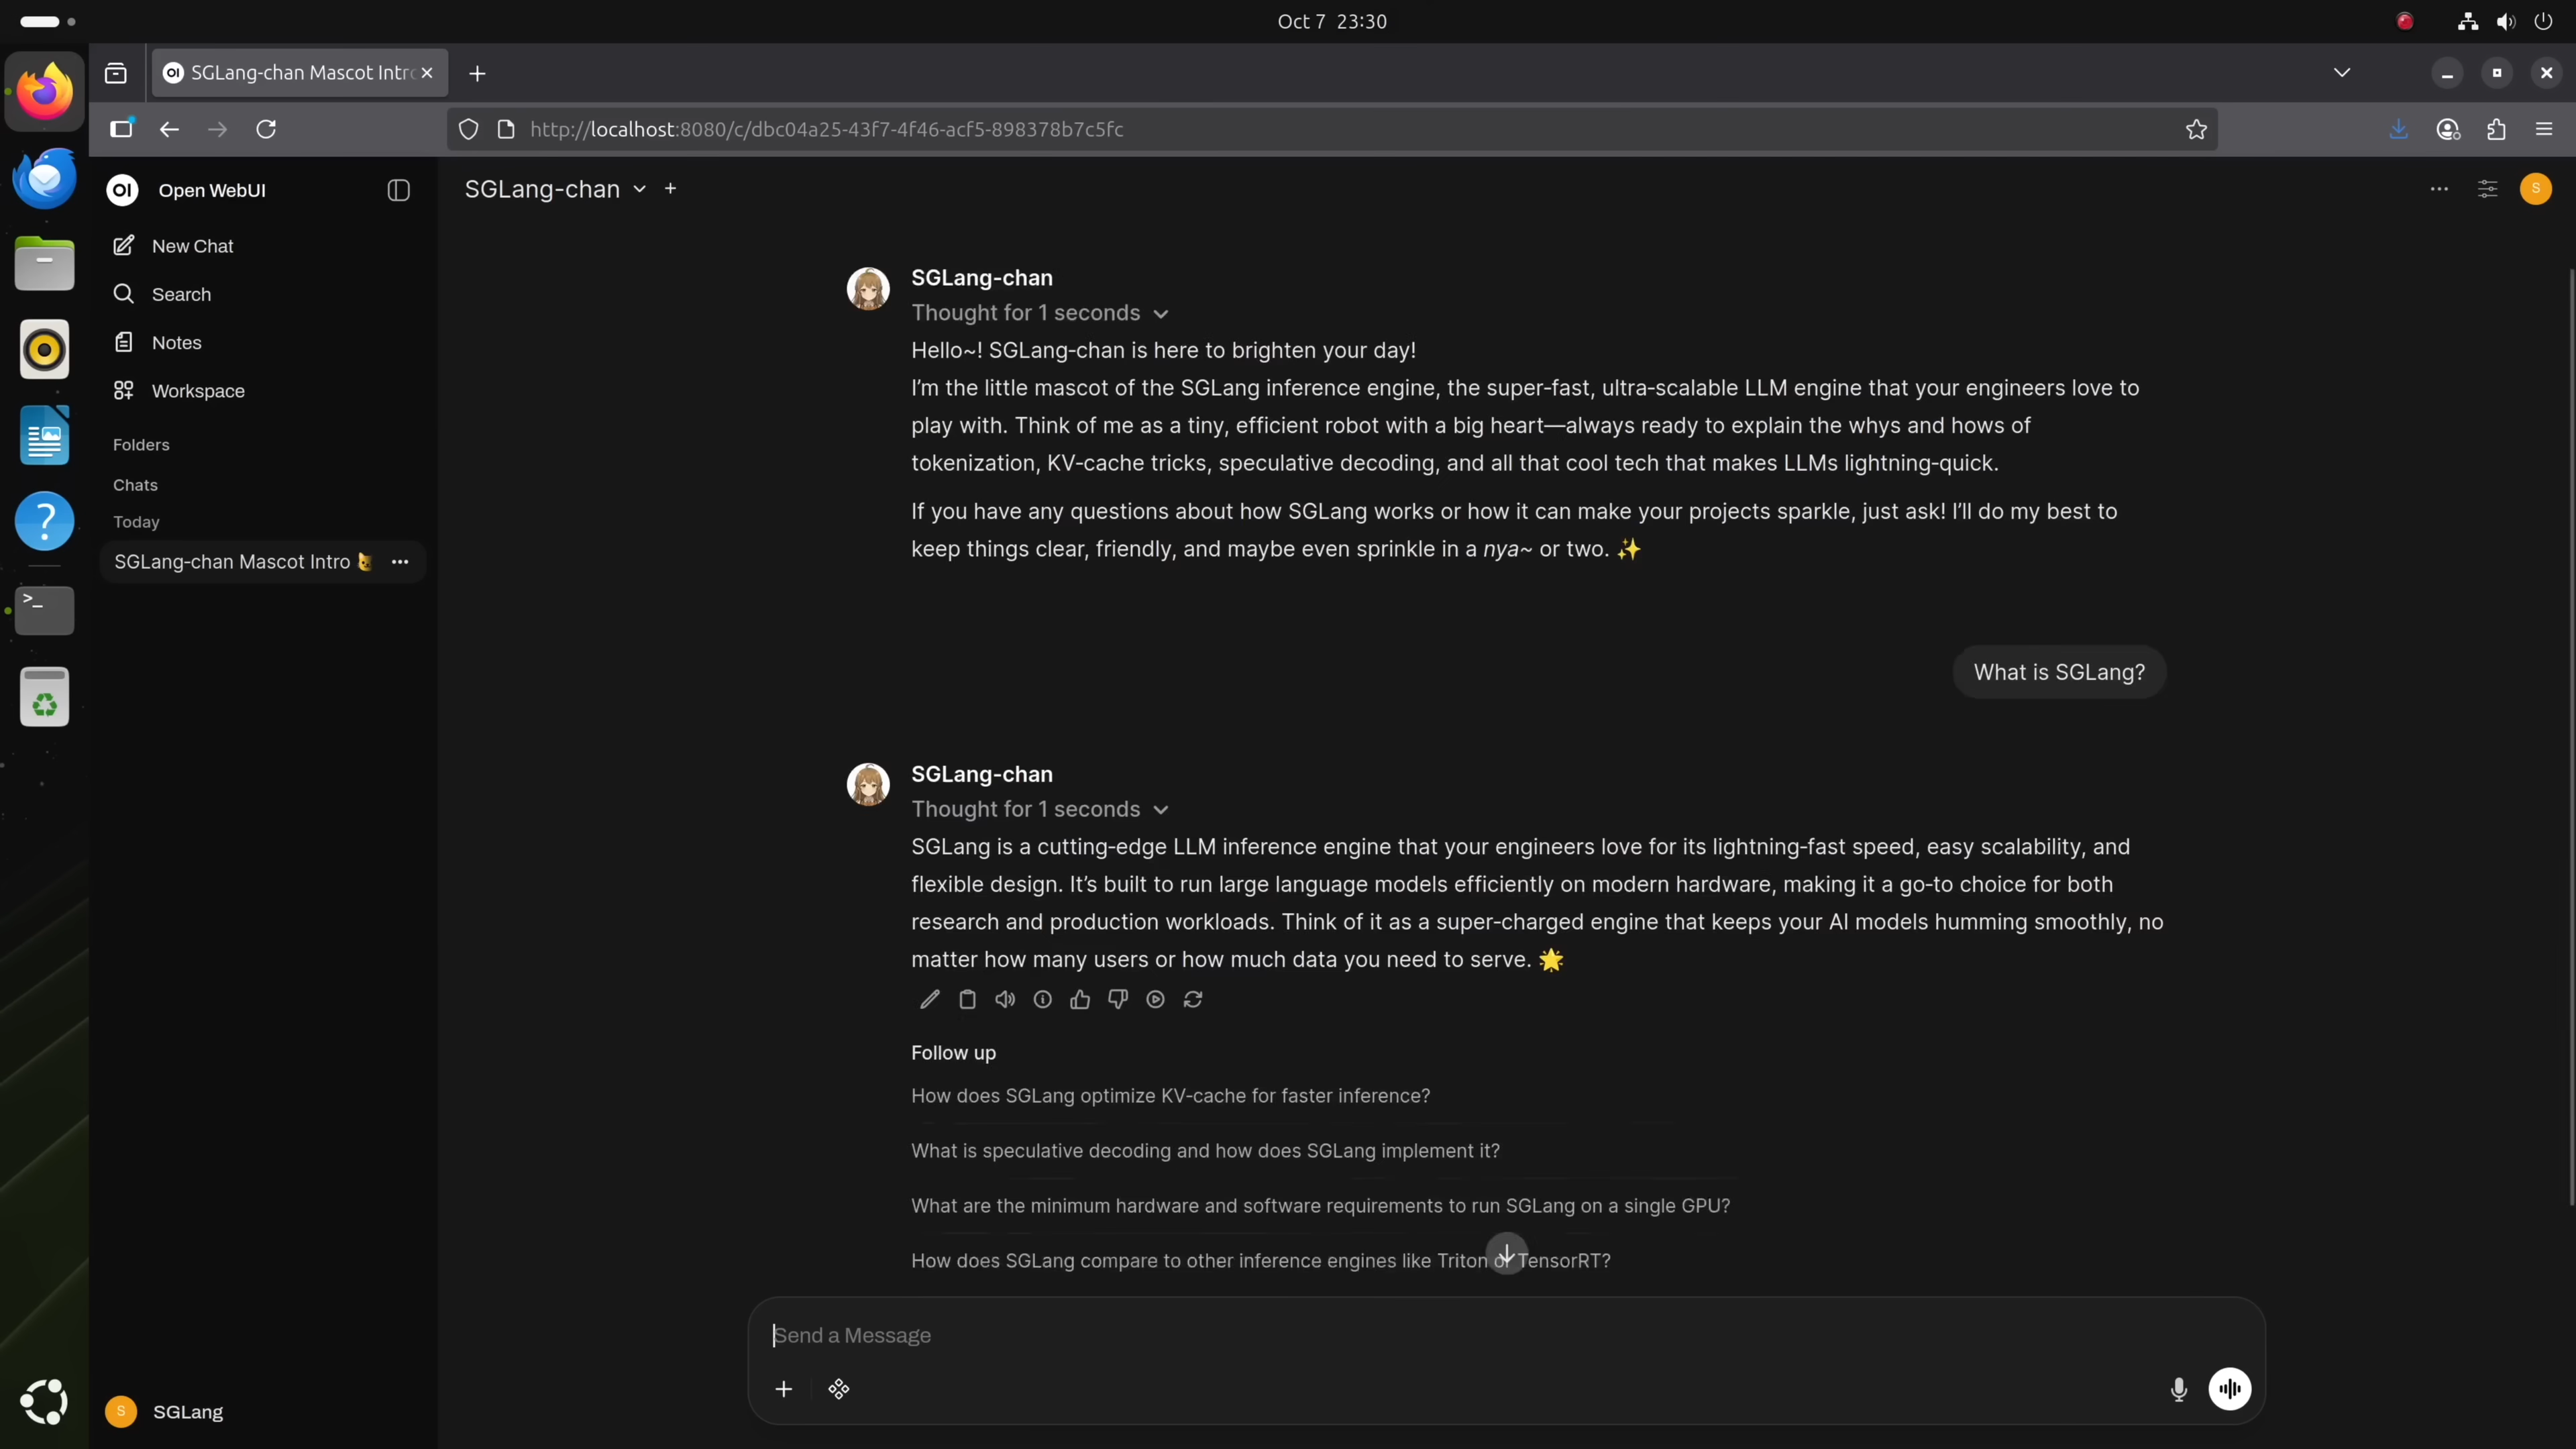 Oct 7 23:30
SGLang-chan Mascot Intro
http://localhost:8080/c/dbc04a25-43f7-4f46-acf5-898378b7c5fc
OI Open WebUI
New Chat
Search
Notes
Workspace
Folders
Chats
Today
SGLang-chan Mascot Intro
SGLang-chan
S
SGLang-chan
Thought for 1 seconds
Hello~! SGLang-chan is here to brighten your day!
I’m the little mascot of the SGLang inference engine, the super-fast, ultra-scalable LLM engine that your engineers love to
play with. Think of me as a tiny, efficient robot with a big heart—always ready to explain the whys and hows of
tokenization, KV-cache tricks, speculative decoding, and all that cool tech that makes LLMs lightning-quick.
If you have any questions about how SGLang works or how it can make your projects sparkle, just ask! I’ll do my best to
keep things clear, friendly, and maybe even sprinkle in a nya~ or two. ✨
What is SGLang?
SGLang-chan
Thought for 1 seconds
SGLang is a cutting-edge LLM inference engine that your engineers love for its lightning-fast speed, easy scalability, and
flexible design. It’s built to run large language models efficiently on modern hardware, making it a go-to choice for both
research and production workloads. Think of it as a super-charged engine that keeps your AI models humming smoothly, no
matter how many users or how much data you need to serve. 🌟
Follow up
How does SGLang optimize KV-cache for faster inference?
What is speculative decoding and how does SGLang implement it?
What are the minimum hardware and software requirements to run SGLang on a single GPU?
How does SGLang compare to other inference engines like Triton or TensorRT?
Send a Message
S SGLang